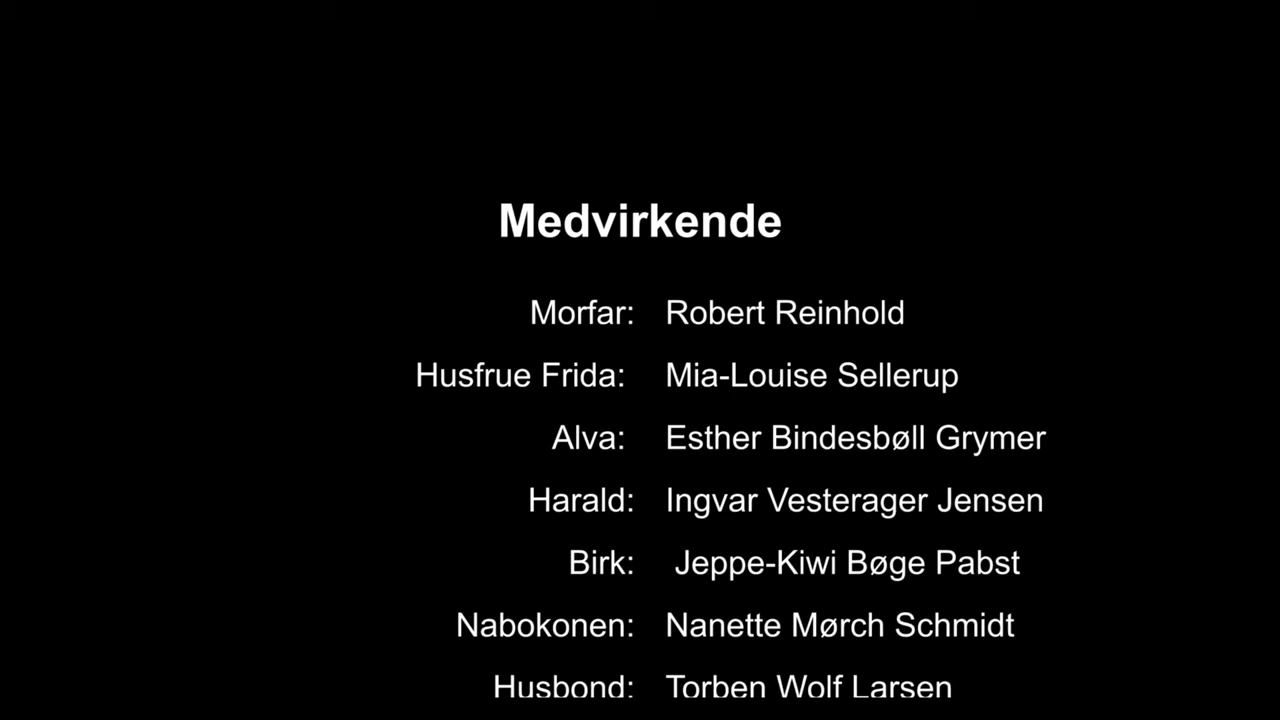 Medvirkende
Morfar: Robert Reinhold
Husfrue Frida: Mia-Louise Sellerup
Alva: Esther Bindesbøll Grymer
Harald: Ingvar Vesterager Jensen
Birk: Jeppe-Kiwi Bøge Pabst
Nabokonen: Nanette Mørch Schmidt
Husbond: Torben Wolf Larsen